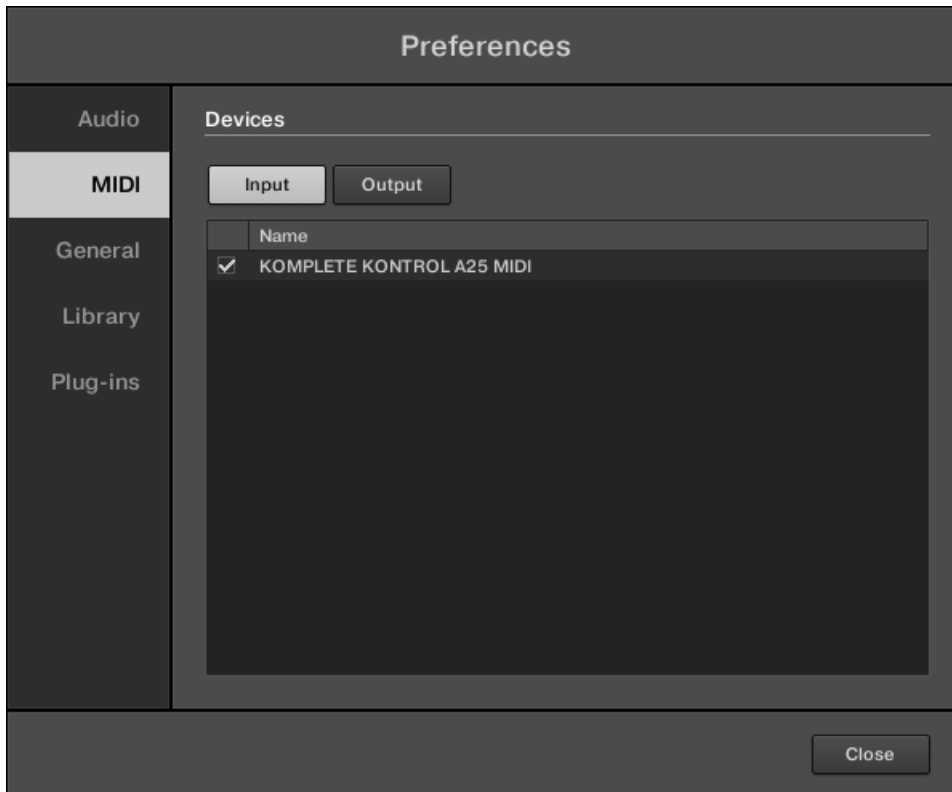 Preferences
Audio
MIDI
General
Library
Plug-ins
Devices
Input Output
Name
KOMPLETE KONTROL A25 MIDI
Close